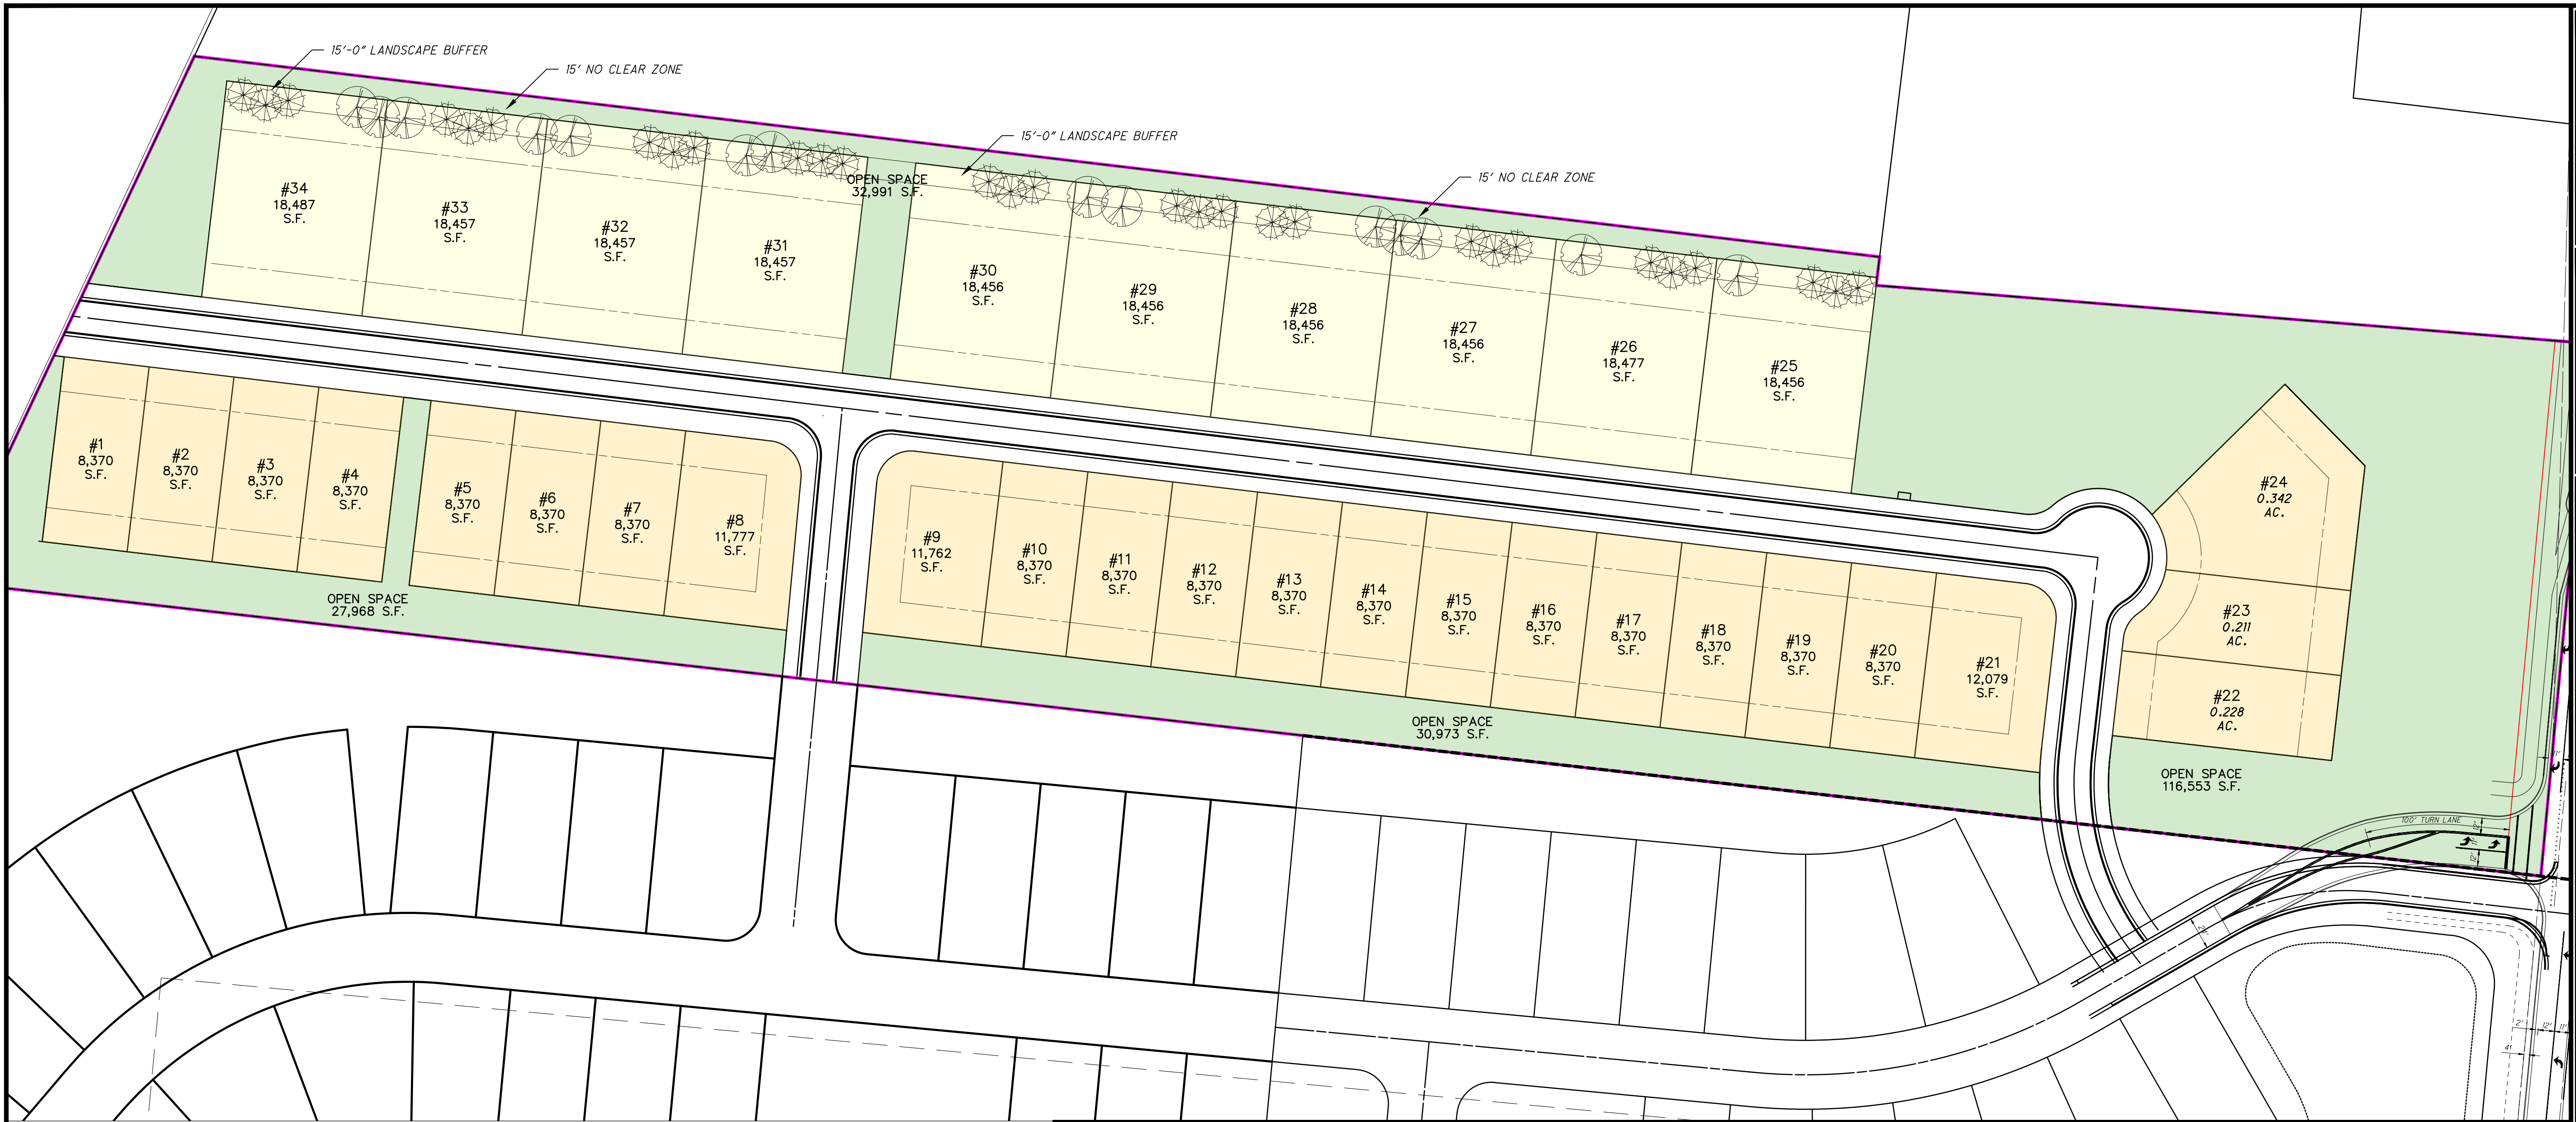 15'-0" LANDSCAPE BUFFER
15' NO CLEAR ZONE
15'-0" LANDSCAPE BUFFER
15' NO CLEAR ZONE
OPEN SPACE
32,991 S.F.
#34
18,487
S.F.
#33
18,457
S.F.
#32
18,457
S.F.
#31
18,457
S.F.
#30
18,456
S.F.
#29
18,456
S.F.
#28
18,456
S.F.
#27
18,456
S.F.
#26
18,477
S.F.
#25
18,456
S.F.
#24
0.342
AC.
#23
0.211
AC.
#22
0.228
AC.
#1
8,370
S.F.
#2
8,370
S.F.
#3
8,370
S.F.
#4
8,370
S.F.
#5
8,370
S.F.
#6
8,370
S.F.
#7
8,370
S.F.
#8
11,777
S.F.
#9
11,762
S.F.
#10
8,370
S.F.
#11
8,370
S.F.
#12
8,370
S.F.
#13
8,370
S.F.
#14
8,370
S.F.
#15
8,370
S.F.
#16
8,370
S.F.
#17
8,370
S.F.
#18
8,370
S.F.
#19
8,370
S.F.
#20
8,370
S.F.
#21
12,079
S.F.
OPEN SPACE
27,968 S.F.
OPEN SPACE
30,973 S.F.
OPEN SPACE
116,553 S.F.
11'
100' TURN LANE
12'
11'
12'
2'
12'
11'